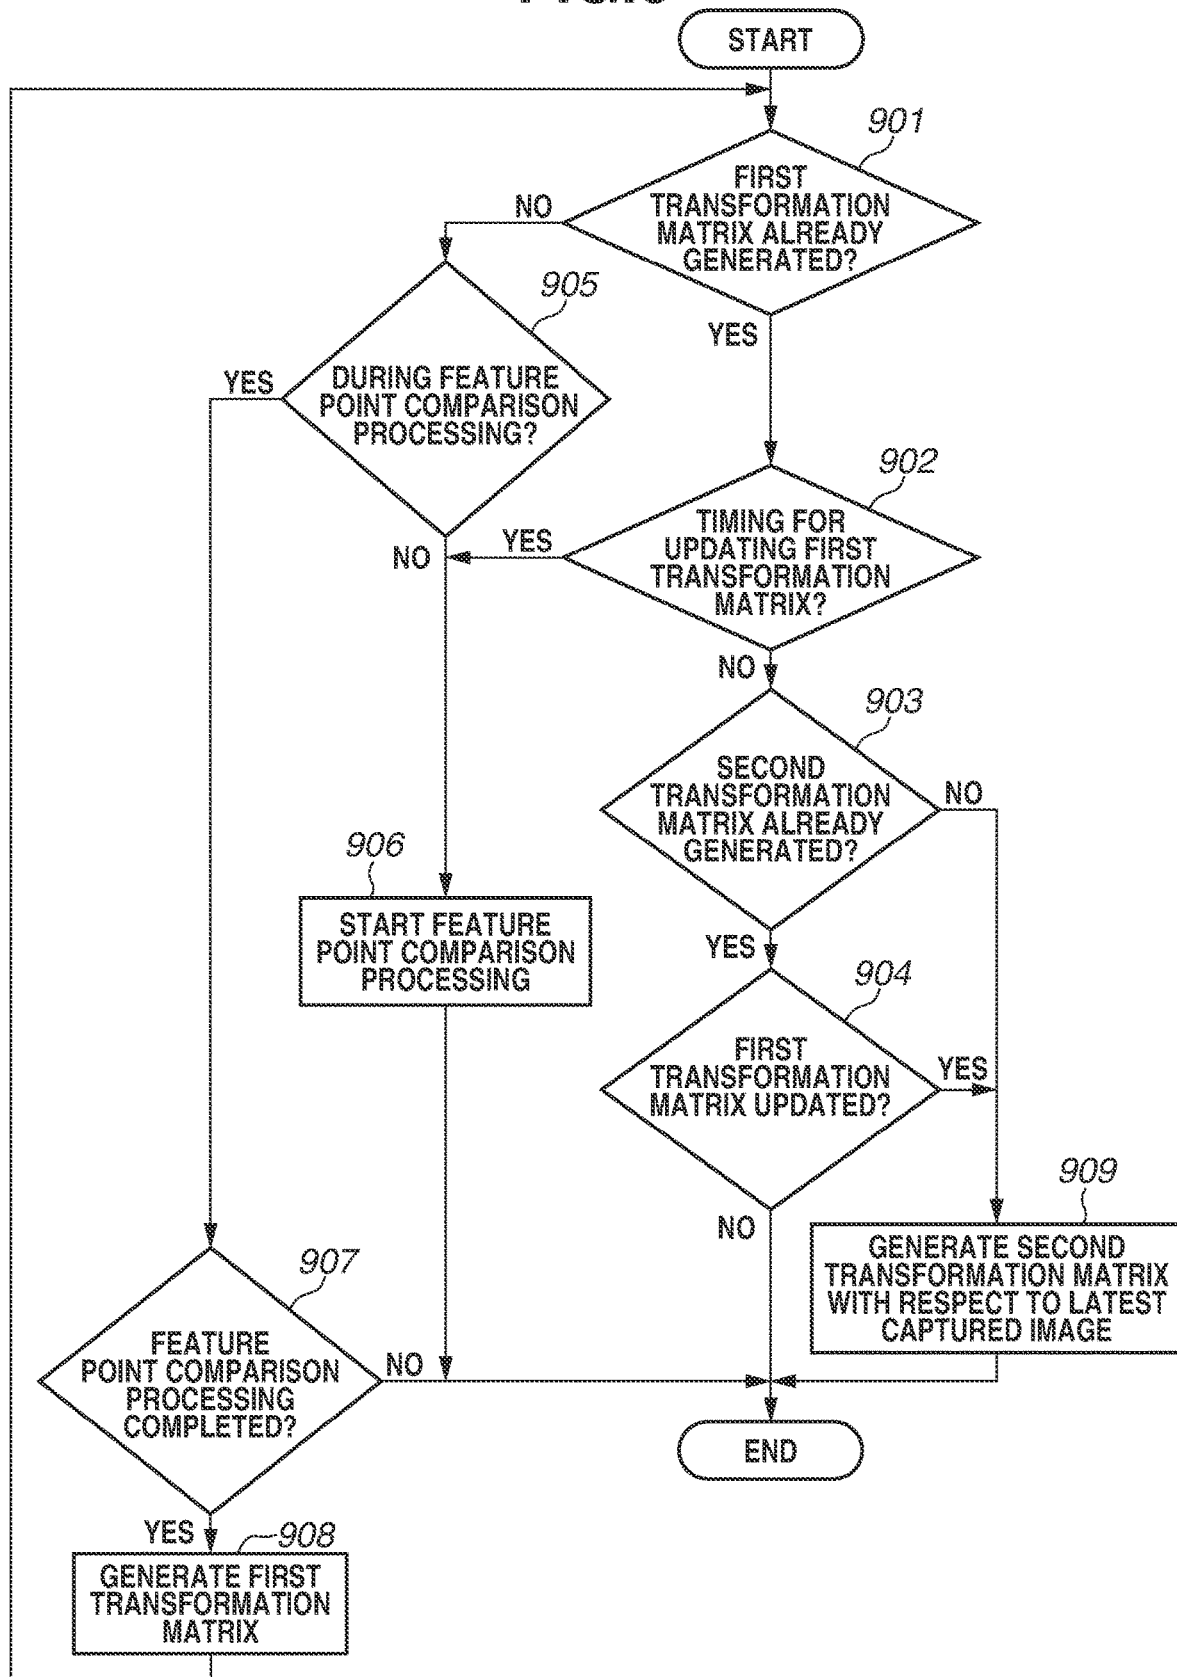 START
901
FIRST
TRANSFORMATION
MATRIX ALREADY
GENERATED?
NO
YES
905
DURING FEATURE
POINT COMPARISON
PROCESSING?
YES
NO
902
TIMING FOR
UPDATING FIRST
TRANSFORMATION
MATRIX?
YES
NO
903
SECOND
TRANSFORMATION
MATRIX ALREADY
GENERATED?
NO
YES
906
START FEATURE
POINT COMPARISON
PROCESSING
904
FIRST
TRANSFORMATION
MATRIX UPDATED?
YES
NO
909
GENERATE SECOND
TRANSFORMATION MATRIX
WITH RESPECT TO LATEST
CAPTURED IMAGE
907
FEATURE
POINT COMPARISON
PROCESSING
COMPLETED?
NO
YES
END
908
GENERATE FIRST
TRANSFORMATION
MATRIX